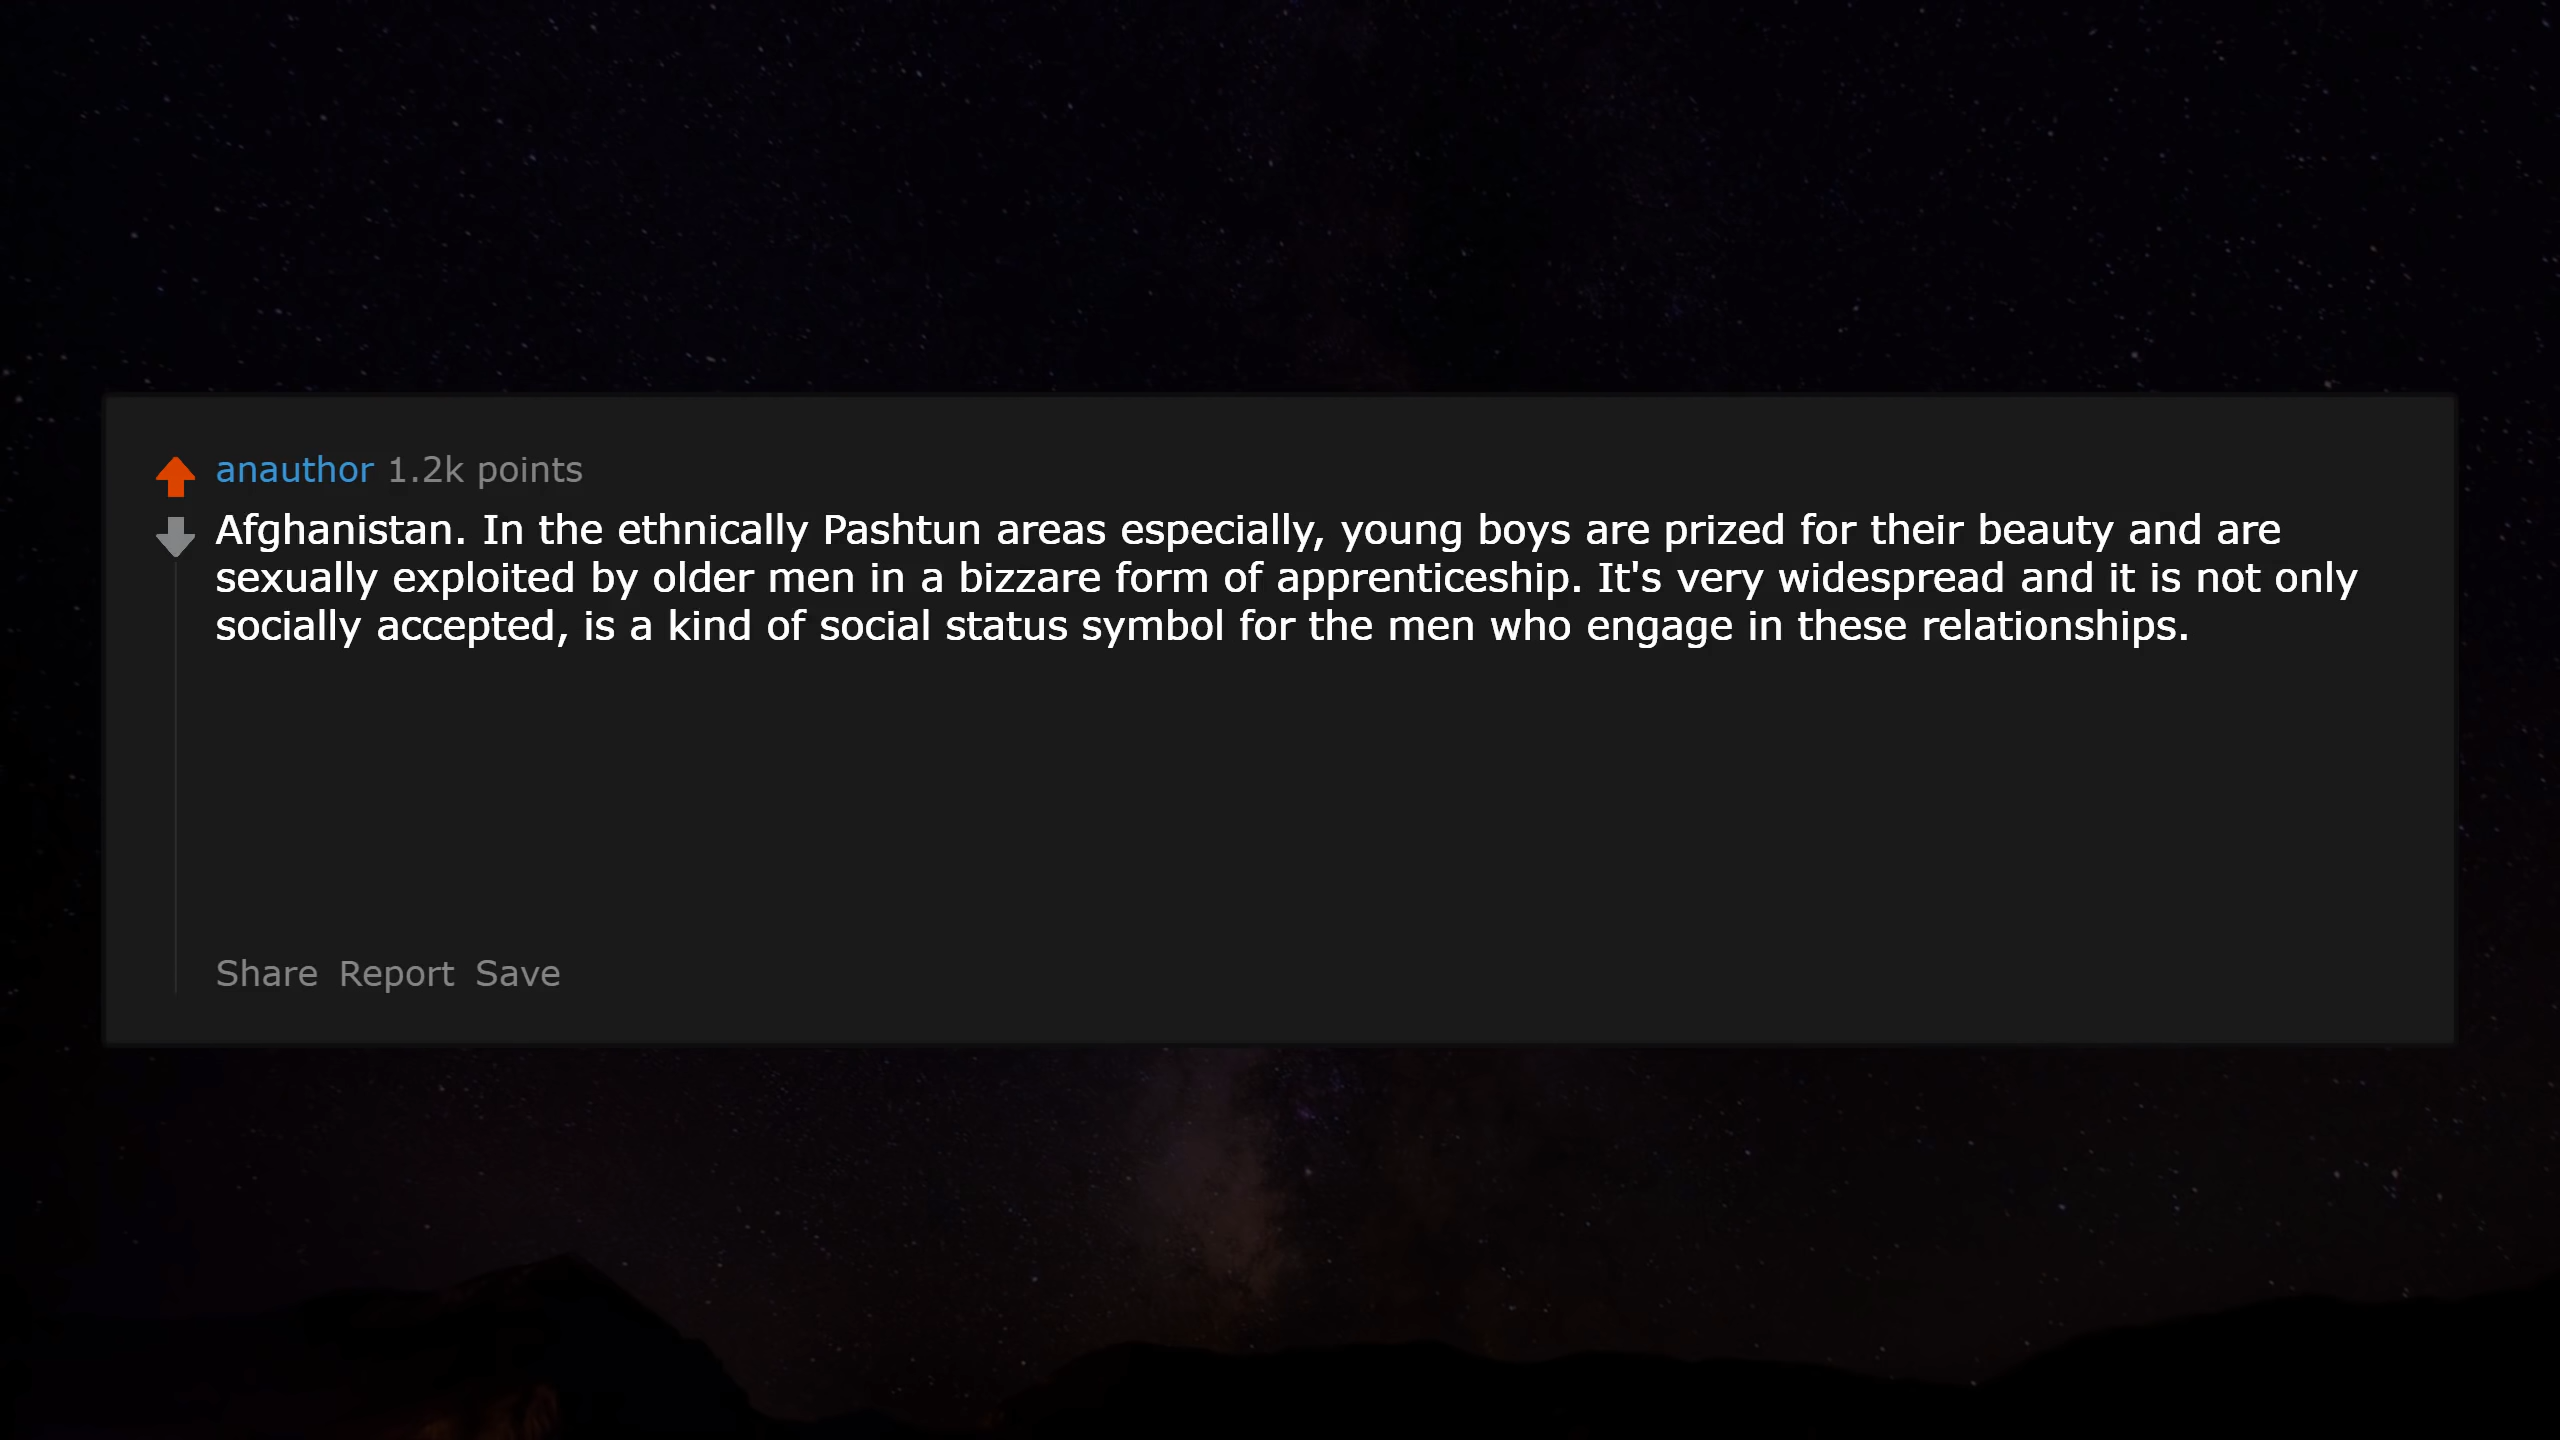 anauthor 1.2k points
Afghanistan. In the ethnically Pashtun areas especially, young boys are prized for their beauty and are
sexually exploited by older men in a bizzare form of apprenticeship. It's very widespread and it is not only
socially accepted, is a kind of social status symbol for the men who engage in these relationships.
Share Report Save